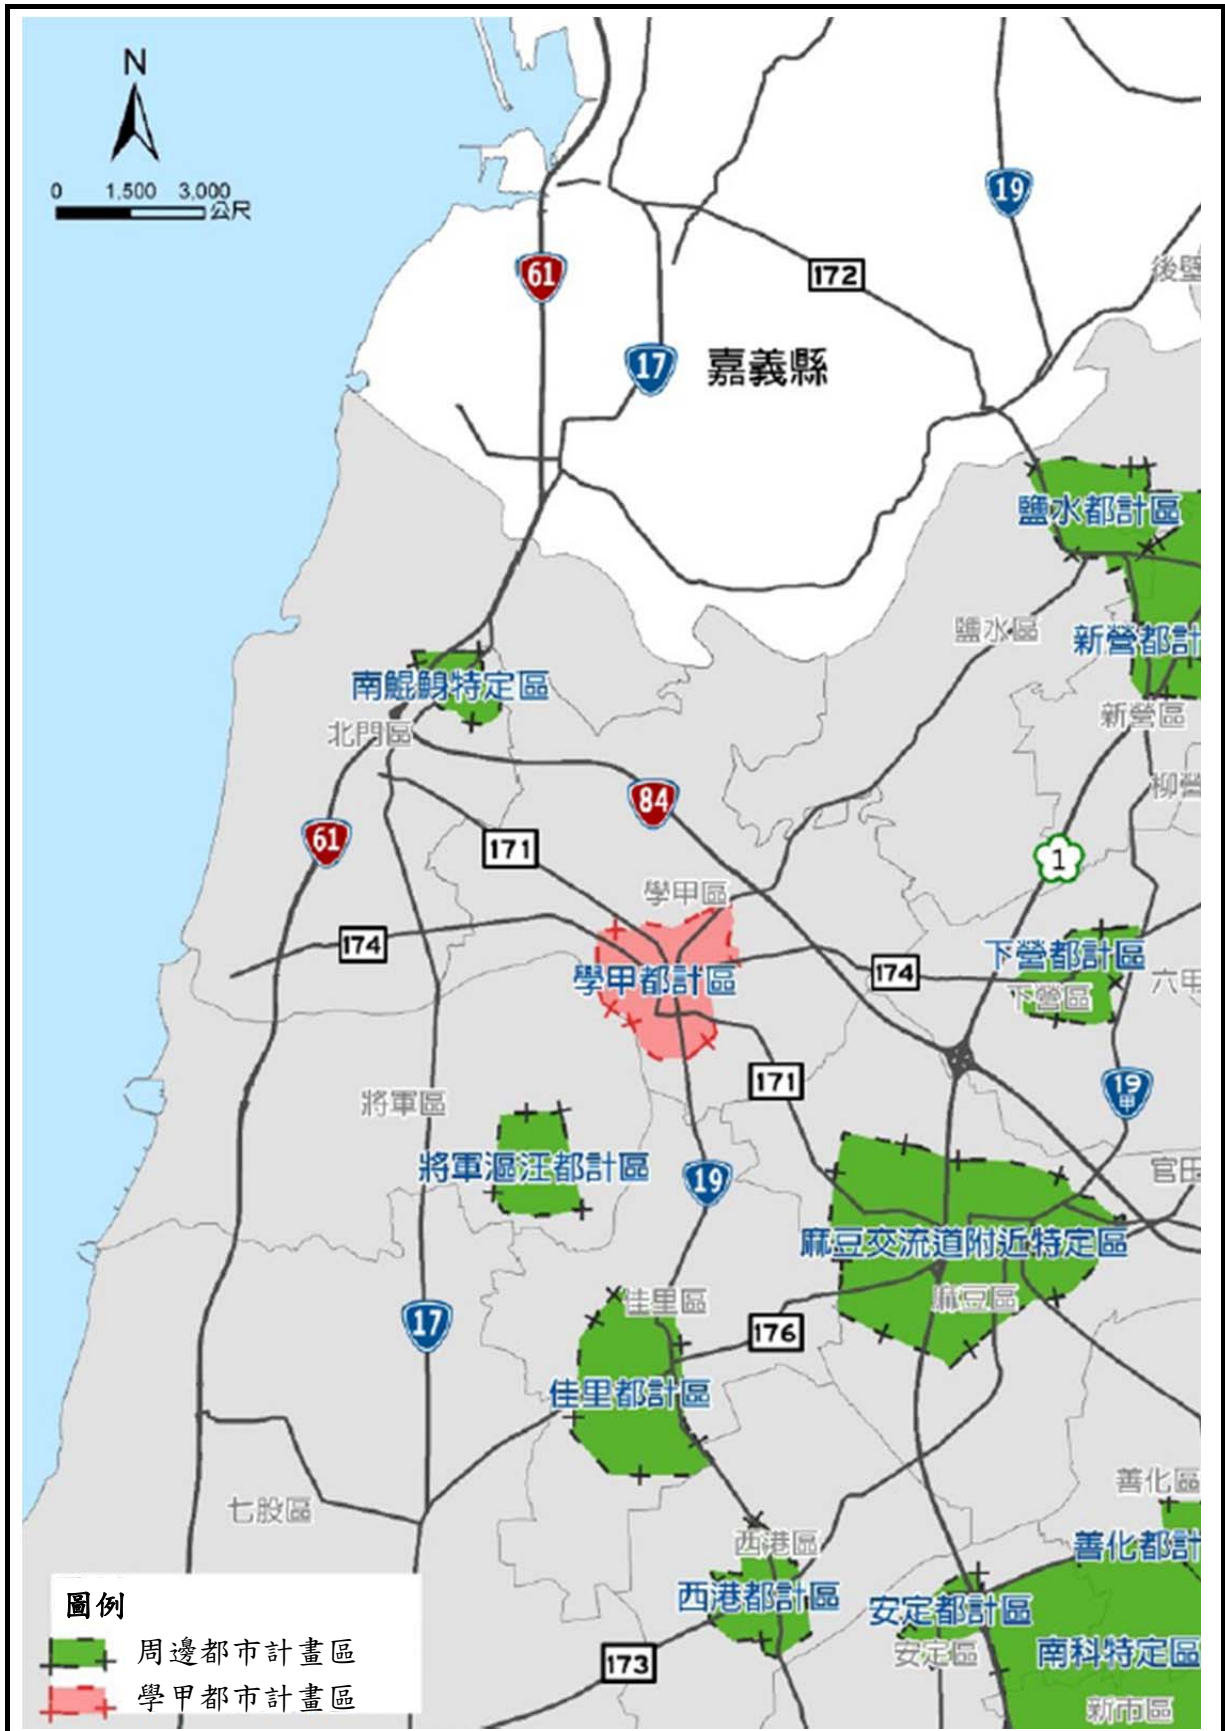 N
0 1,500 3,000
公尺
19
後壁
61
172
17
嘉義縣
鹽水都計區
鹽水區
新營都計
南鯤鯓特定區
新營區
北門區
柳營
84
61
171
1
學甲區
174
下營都計區
174
學甲都計區
六甲
下營區
171
19甲
將軍區
將軍漚汪都計區
官田
19
麻豆交流道附近特定區
麻豆區
佳里區
17
176
佳里都計區
善化區
七股區
西港區
善化都計
西港都計區
安定都計區
安定區
南科特定區
173
新市區
圖例
周邊都市計畫區
學甲都市計畫區